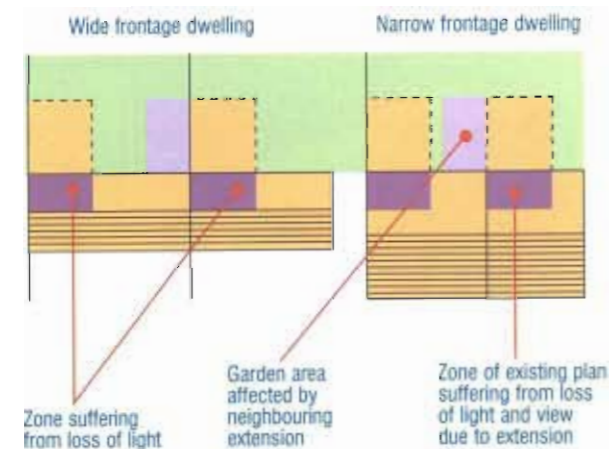 Wide frontage dwelling
Narrow frontage dwelling
Zone suffering
from loss of light
Garden area
affected by
neighbouring
extension
Zone of existing plan
suffering from loss
of light and view
due to extension